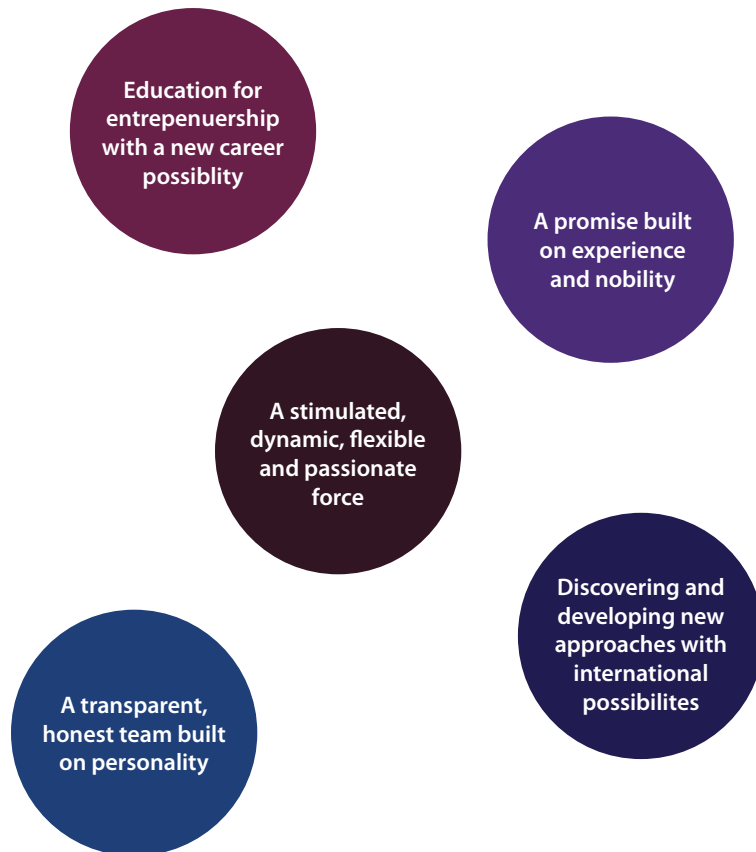 Education for
entrepenuership
with a new career
possiblity
A promise built
on experience
and nobility
A stimulated,
dynamic, flexible
and passionate
force
Discovering and
developing new
approaches with
international
possibilites
A transparent,
honest team built
on personality